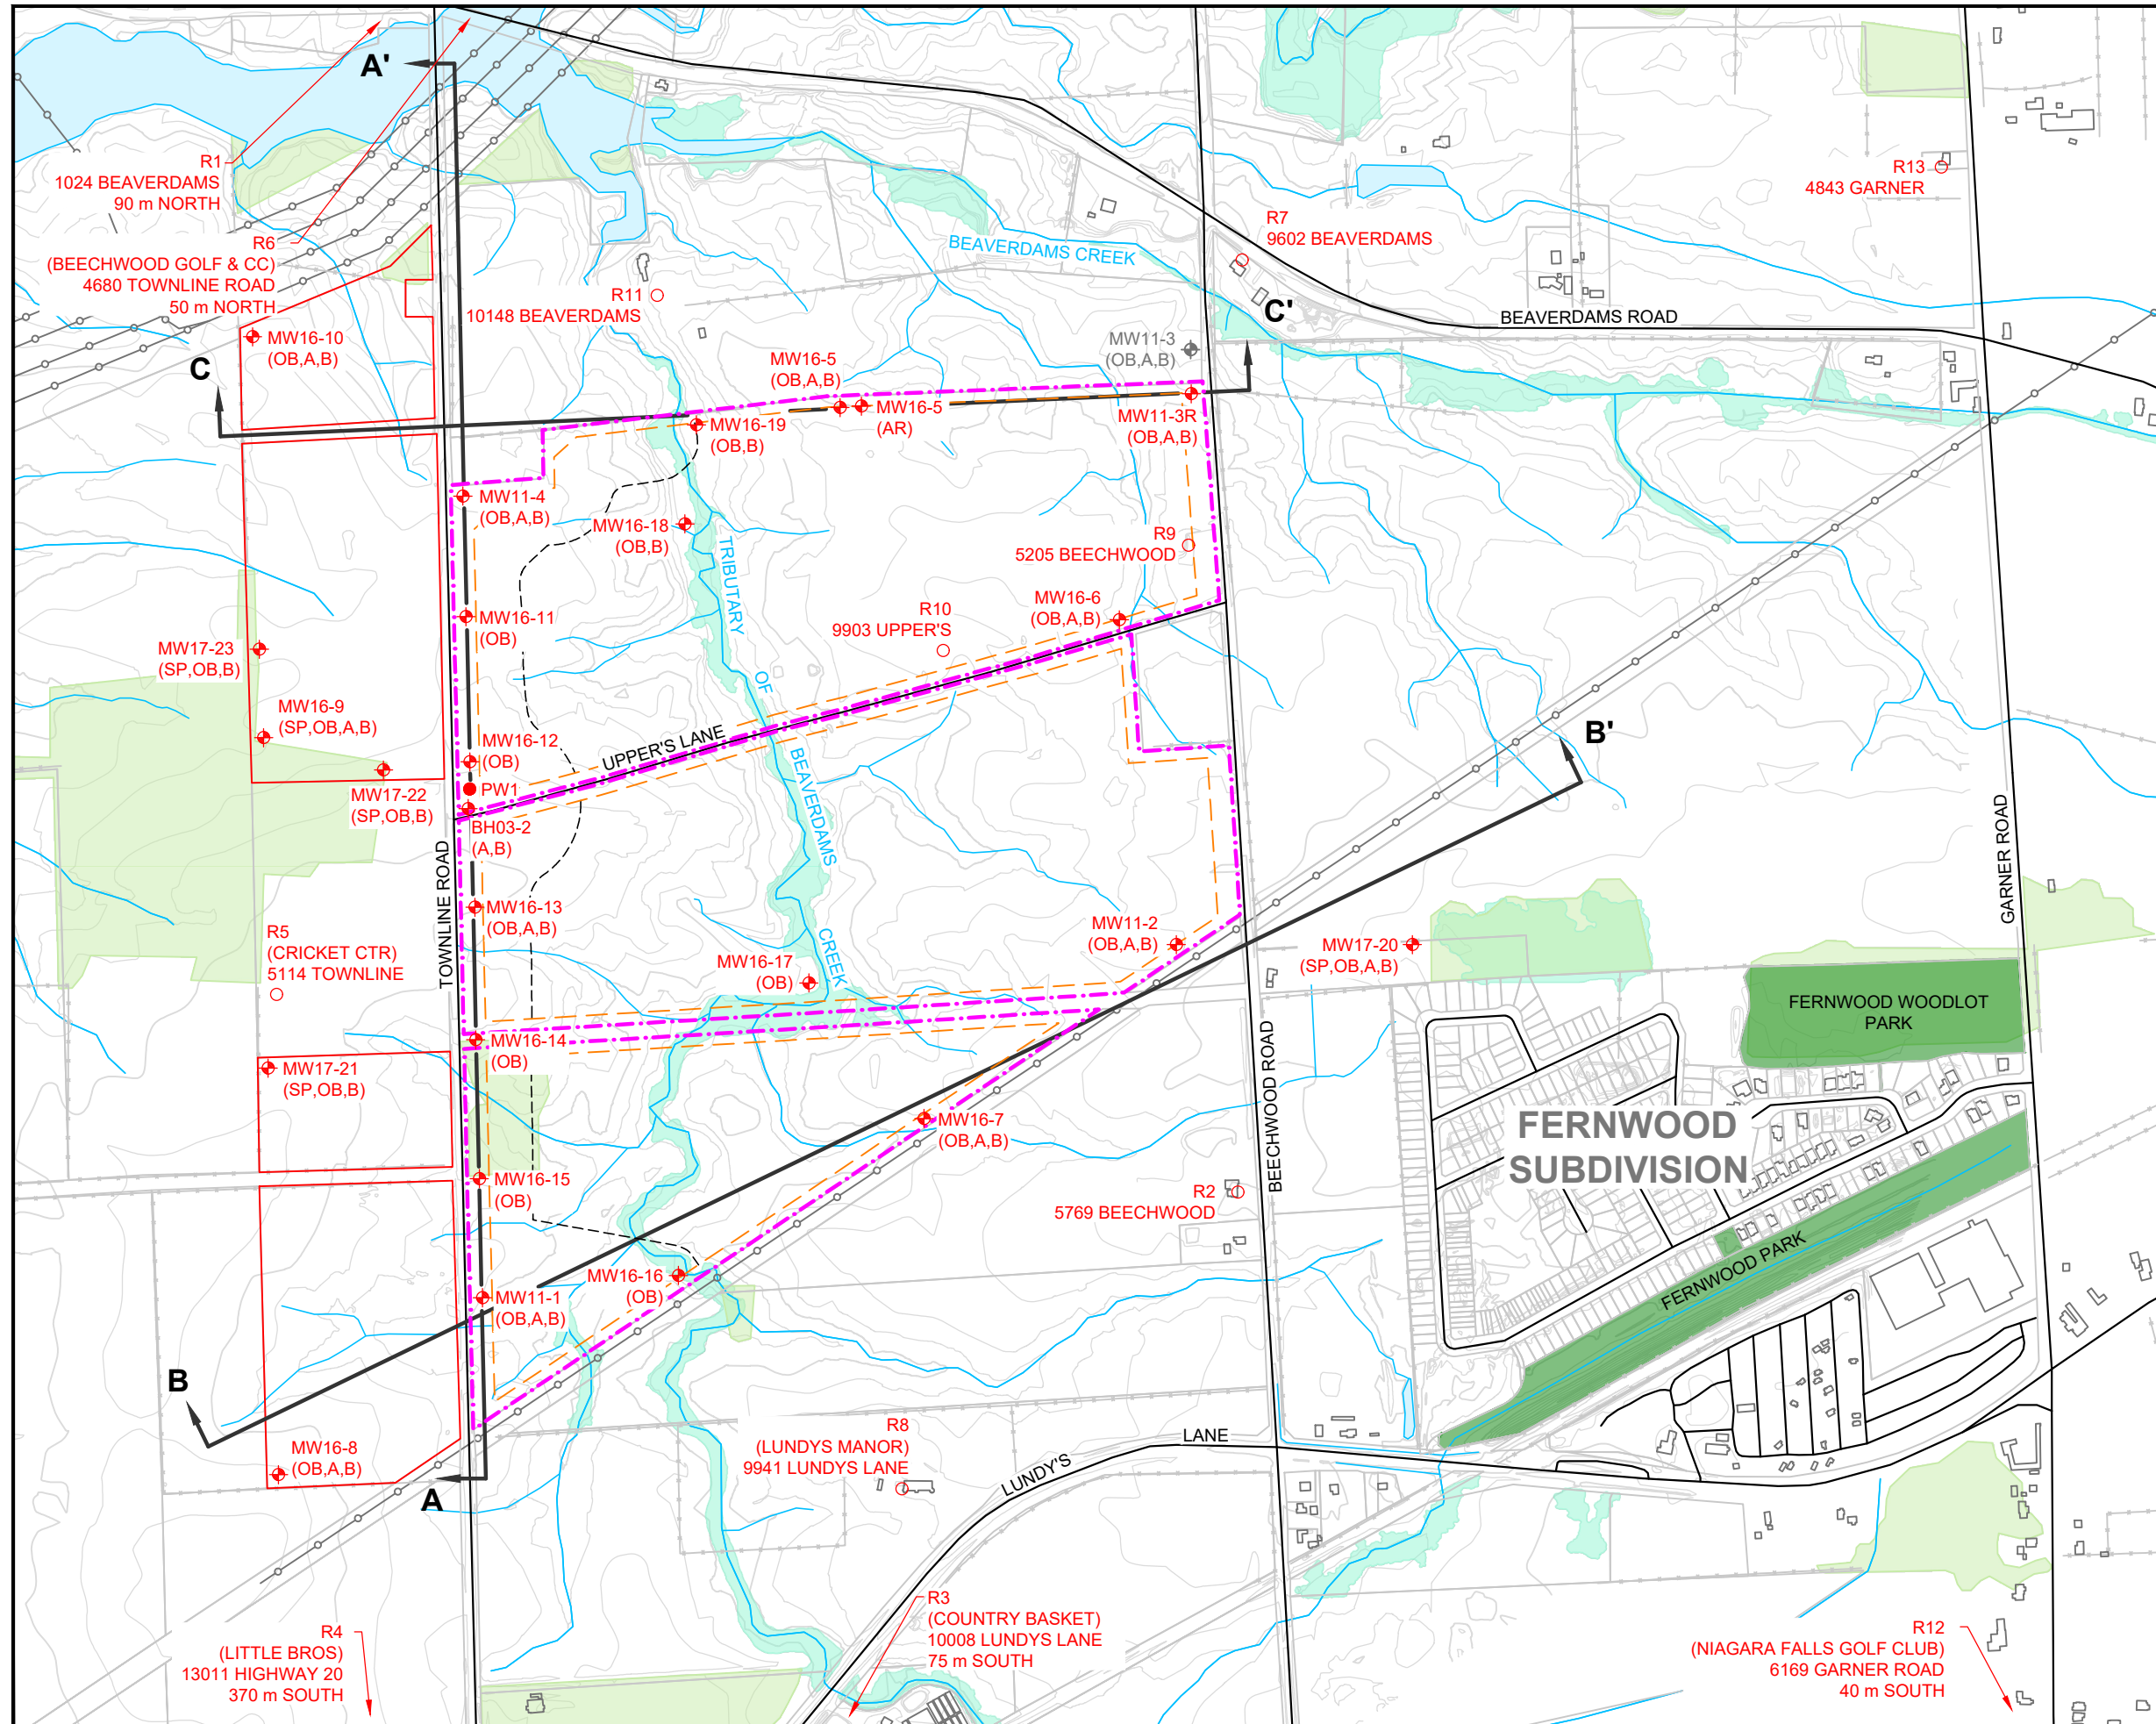 A'
R1
1024 BEAVERDAMS
90 m NORTH
R6
(BEECHWOOD GOLF & CC)
4680 TOWNLINE ROAD
50 m NORTH
R13
4843 GARNER
R7
9602 BEAVERDAMS
BEAVERDAMS CREEK
R11
10148 BEAVERDAMS
C'
BEAVERDAMS ROAD
MW16-10
(OB,A,B)
C
MW11-3
(OB,A,B)
MW16-5
(OB,A,B)
MW16-5
(AR)
MW11-3R
(OB,A,B)
MW16-19
(OB,B)
MW11-4
(OB,A,B)
MW16-18
(OB,B)
TRIBUTARY
OF
BEAVERDAMS
CREEK
R9
5205 BEECHWOOD
MW16-11
(OB)
R10
9903 UPPER'S
MW16-6
(OB,A,B)
MW17-23
(SP,OB,B)
MW16-9
(SP,OB,A,B)
MW16-12
(OB)
UPPER'S LANE
B'
PW1
MW17-22
(SP,OB,B)
BH03-2
(A,B)
TOWNLINE ROAD
GARNER ROAD
MW16-13
(OB,A,B)
R5
(CRICKET CTR)
5114 TOWNLINE
MW11-2
(OB,A,B)
MW17-20
(SP,OB,A,B)
MW16-17
(OB)
FERNWOOD WOODLOT
PARK
MW16-14
(OB)
MW17-21
(SP,OB,B)
BEECHWOOD ROAD
MW16-7
(OB,A,B)
FERNWOOD
SUBDIVISION
MW16-15
(OB)
R2
5769 BEECHWOOD
FERNWOOD PARK
MW16-16
(OB)
MW11-1
(OB,A,B)
B
MW16-8
(OB,A,B)
A
R8
(LUNDYS MANOR)
9941 LUNDYS LANE
LUNDY'S
LANE
R3
(COUNTRY BASKET)
10008 LUNDYS LANE
75 m SOUTH
R4
(LITTLE BROS)
13011 HIGHWAY 20
370 m SOUTH
R12
(NIAGARA FALLS GOLF CLUB)
6169 GARNER ROAD
40 m SOUTH